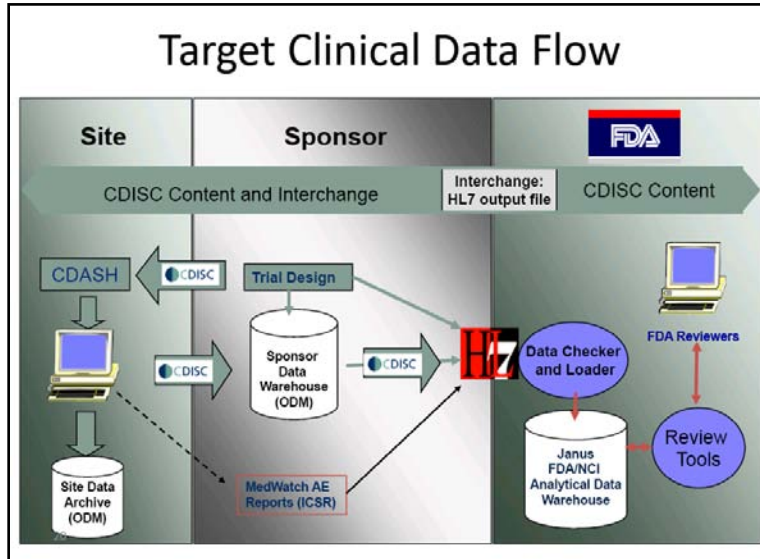 Target Clinical Data Flow
Site
Sponsor
FDA
CDISC Content and Interchange
Interchange:
HL7 output file
CDISC Content
CDASH
CDISC
Trial Design
FDA Reviewers
Sponsor
Data
Warehouse
(ODM)
CDISC
CDISC
HL7
Data Checker
and Loader
Site Data
Archive
(ODM)
MedWatch AE
Reports (ICSR)
Janus
FDA/NCI
Analytical Data
Warehouse
Review
Tools